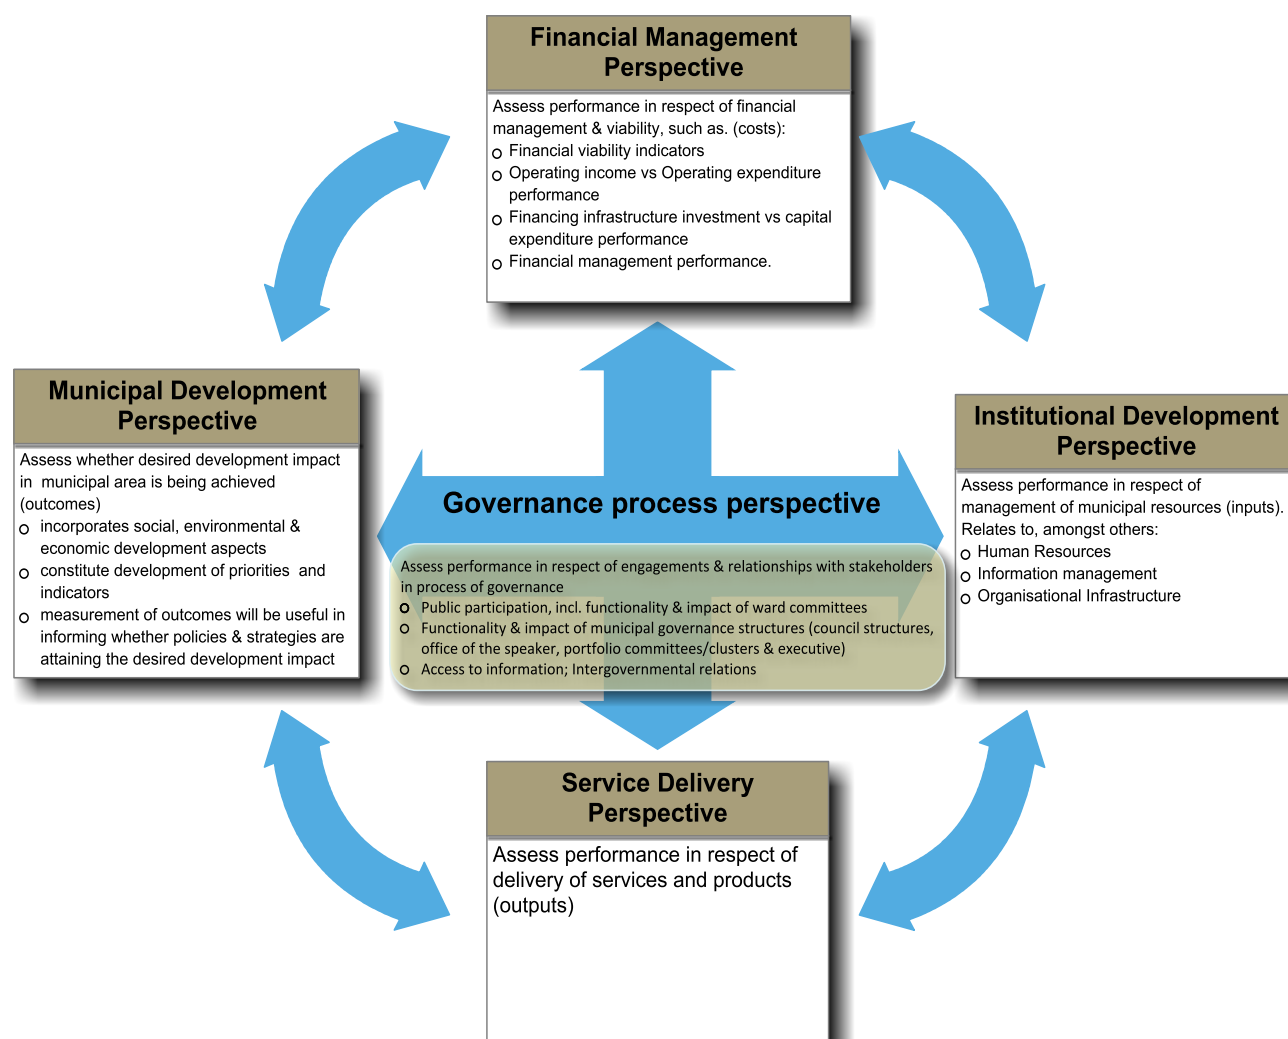 Financial Management
Perspective
Assess performance in respect of financial
management & viability, such as. (costs):
Financial viability indicators
Operating income vs Operating expenditure
performance
Financing infrastructure investment vs capital
expenditure performance
Financial management performance.
Municipal Development
Perspective
Assess whether desired development impact
in municipal area is being achieved
(outcomes)
incorporates social, environmental &
economic development aspects
constitute development of priorities and
indicators
measurement of outcomes will be useful in
informing whether policies & strategies are
attaining the desired development impact
Governance process perspective
Assess performance in respect of engagements & relationships with stakeholders
in process of governance
Public participation, incl. functionality & impact of ward committees
Functionality & impact of municipal governance structures (council structures,
office of the speaker, portfolio committees/clusters & executive)
Access to information; Intergovernmental relations
Institutional Development
Perspective
Assess performance in respect of
management of municipal resources (inputs).
Relates to, amongst others:
Human Resources
Information management
Organisational Infrastructure
Service Delivery
Perspective
Assess performance in respect of
delivery of services and products
(outputs)